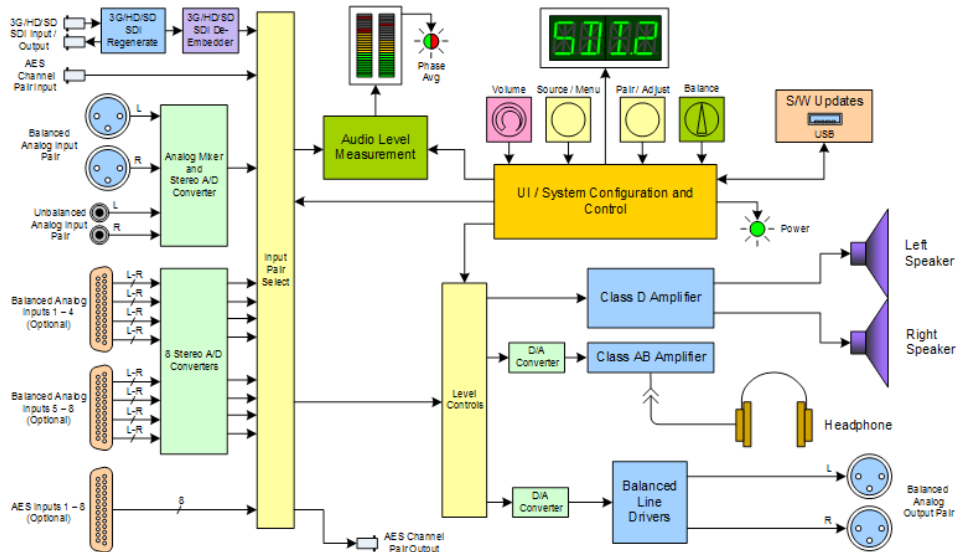 3G/HD/SD
SDI Input /
Output
3G/HD/SD
SDI
Regenerate
3G/HD/SD
SDI De-
Embedder
AES
Channel
Pair Input
Balanced
Analog Input
Pair
L
R
Unbalanced
Analog Input
Pair
L
R
Analog Mixer
and
Stereo A/D
Converter
Balanced Analog
Inputs 1 – 4
(Optional)
L-R
L-R
L-R
L-R
Balanced Analog
Inputs 5 – 8
(Optional)
L-R
L-R
L-R
L-R
8 Stereo A/D
Converters
AES Inputs 1 – 8
(Optional)
8
Input
Pair
Select
AES Channel
Pair Output
Phase
Avg
Audio Level
Measurement
SDI.2
Volume
Source / Menu
Pair / Adjust
Balance
S/W Updates
USB
UI / System Configuration and
Control
Power
Level
Controls
Class D Amplifier
Left
Speaker
Right
Speaker
D/A
Converter
Class AB Amplifier
Headphone
D/A
Converter
Balanced
Line
Drivers
L
R
Balanced
Analog
Output Pair